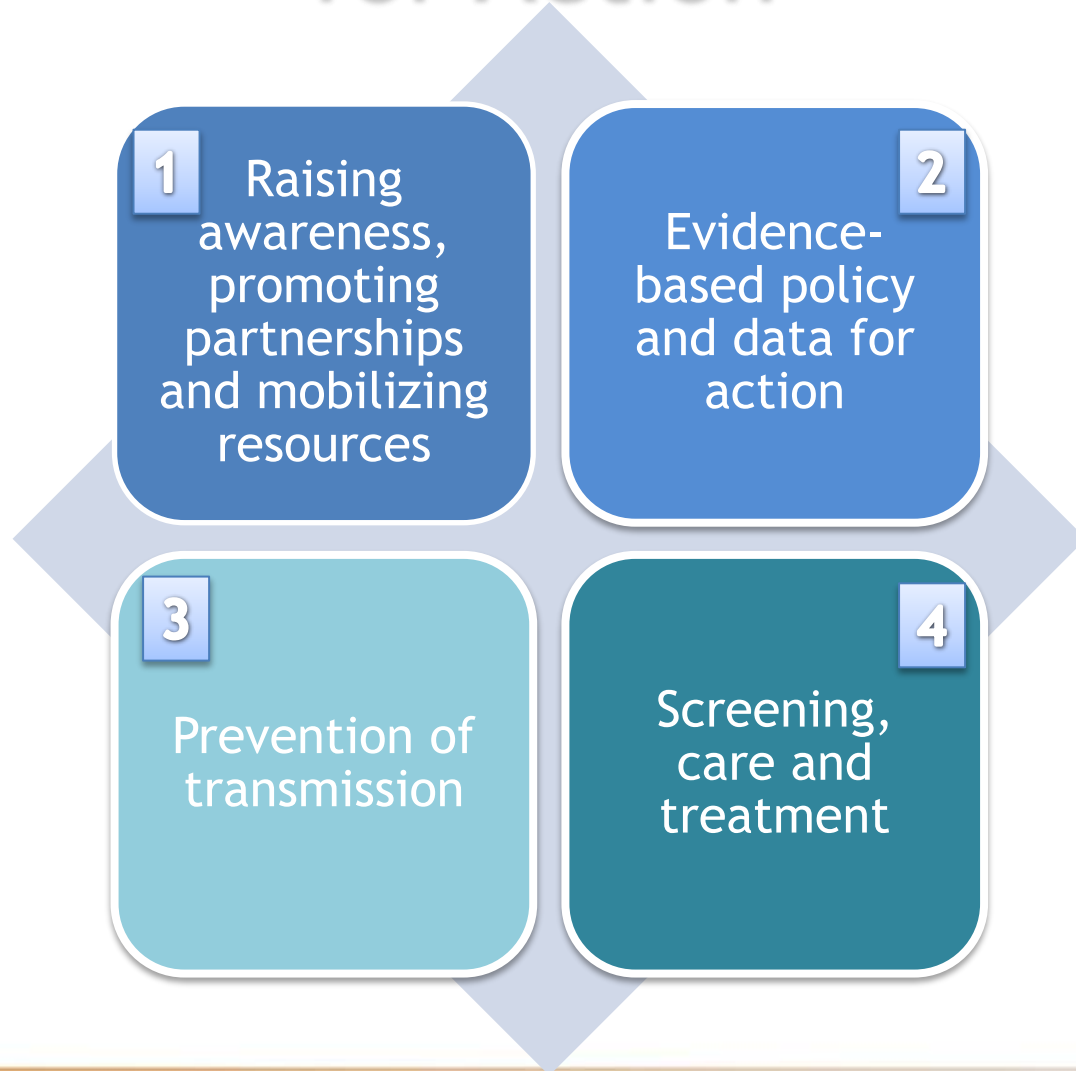 1
Raising
awareness,
promoting
partnerships
and mobilizing
resources
2
Evidence-
based policy
and data for
action
3
Prevention of
transmission
4
Screening,
care and
treatment